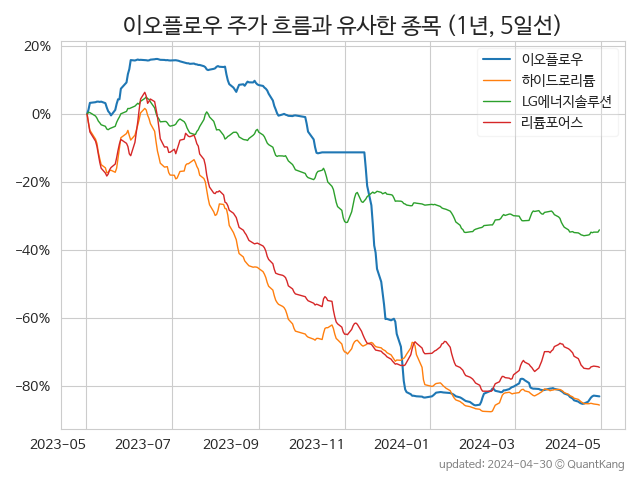 이오플로우 주가 흐름과 유사한 종목 (1년, 5일선)
이오플로우
하이드로리튬
LG에너지솔루션
리튬포어스
20%
0%
−20%
−40%
−60%
−80%
2023-05 2023-07 2023-09 2023-11 2024-01 2024-03 2024-05
updated: 2024-04-30 © QuantKang